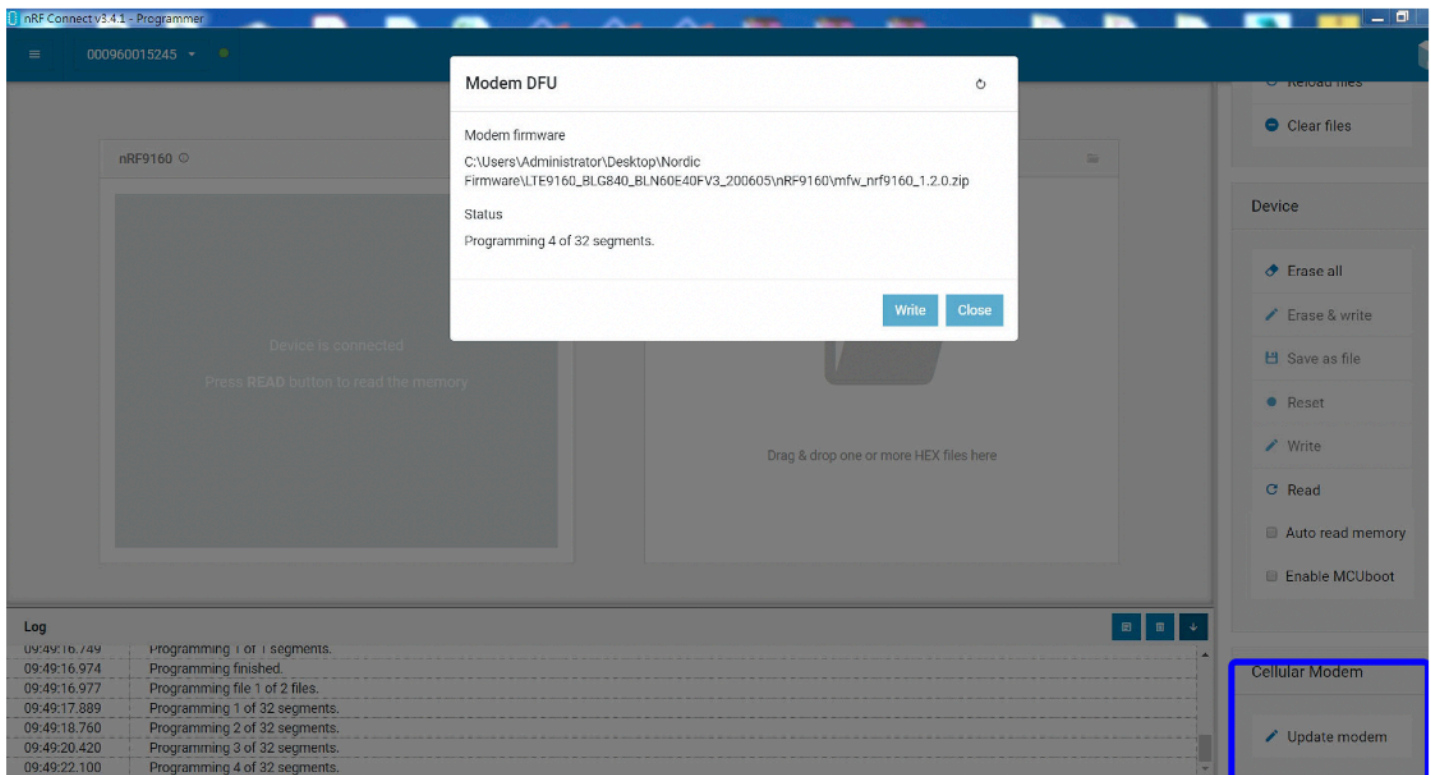 nRF Connect v3.4.1 - Programmer
000960015245
Modem DFU
Modem firmware
C:\Users\Administrator\Desktop\Nordic
Firmware\LTE9160_BLG840_BLN60E40FV3_200605\nRF9160\mfw_nrf9160_1.2.0.zip
Status
Programming 4 of 32 segments.
Write Close
nRF9160
Device is connected
Press READ button to read the memory
Drag & drop one or more HEX files here
Reload files
Clear files
Device
Erase all
Erase & write
Save as file
Reset
Write
Read
Auto read memory
Enable MCUboot
Cellular Modem
Update modem
Log
09:49:16.749 Programming 1 of 1 segments.
09:49:16.974 Programming finished.
09:49:16.977 Programming file 1 of 2 files.
09:49:17.889 Programming 1 of 32 segments.
09:49:18.760 Programming 2 of 32 segments.
09:49:20.420 Programming 3 of 32 segments.
09:49:22.100 Programming 4 of 32 segments.